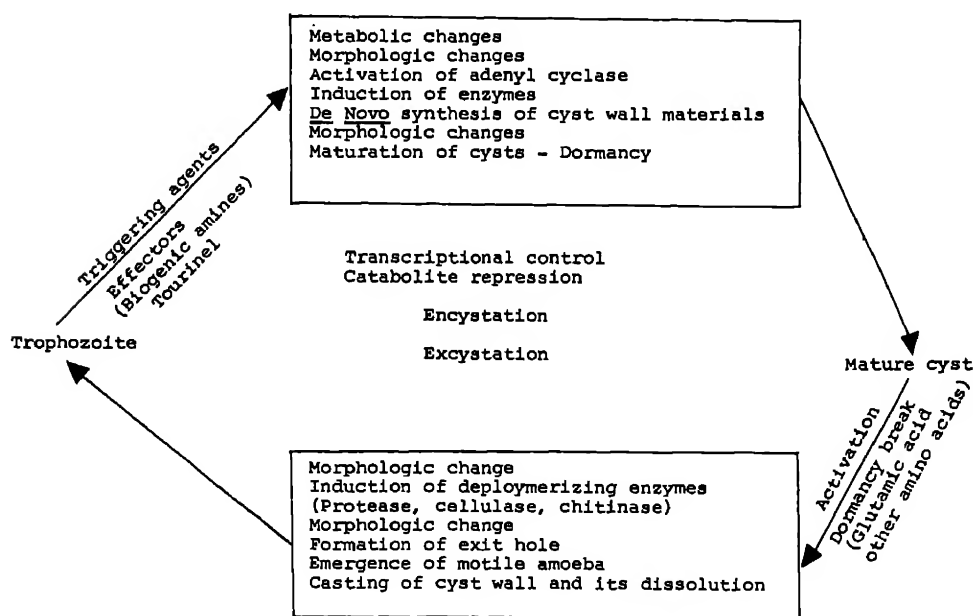 Metabolic changes
Morphologic changes
Activation of adenyl cyclase
Induction of enzymes
De Novo synthesis of cyst wall materials
Morphologic changes
Maturation of cysts - Dormancy
Triggering agents
Effectors
(Biogenic amines)
Tourinel
Transcriptional control
Catabolite repression
Encystation
Excystation
Trophozoite
Mature cyst
Activation
Dormancy break
(Glutamic acid
other amino acids)
Morphologic change
Induction of deploymerizing enzymes
(Protease, cellulase, chitinase)
Morphologic change
Formation of exit hole
Emergence of motile amoeba
Casting of cyst wall and its dissolution